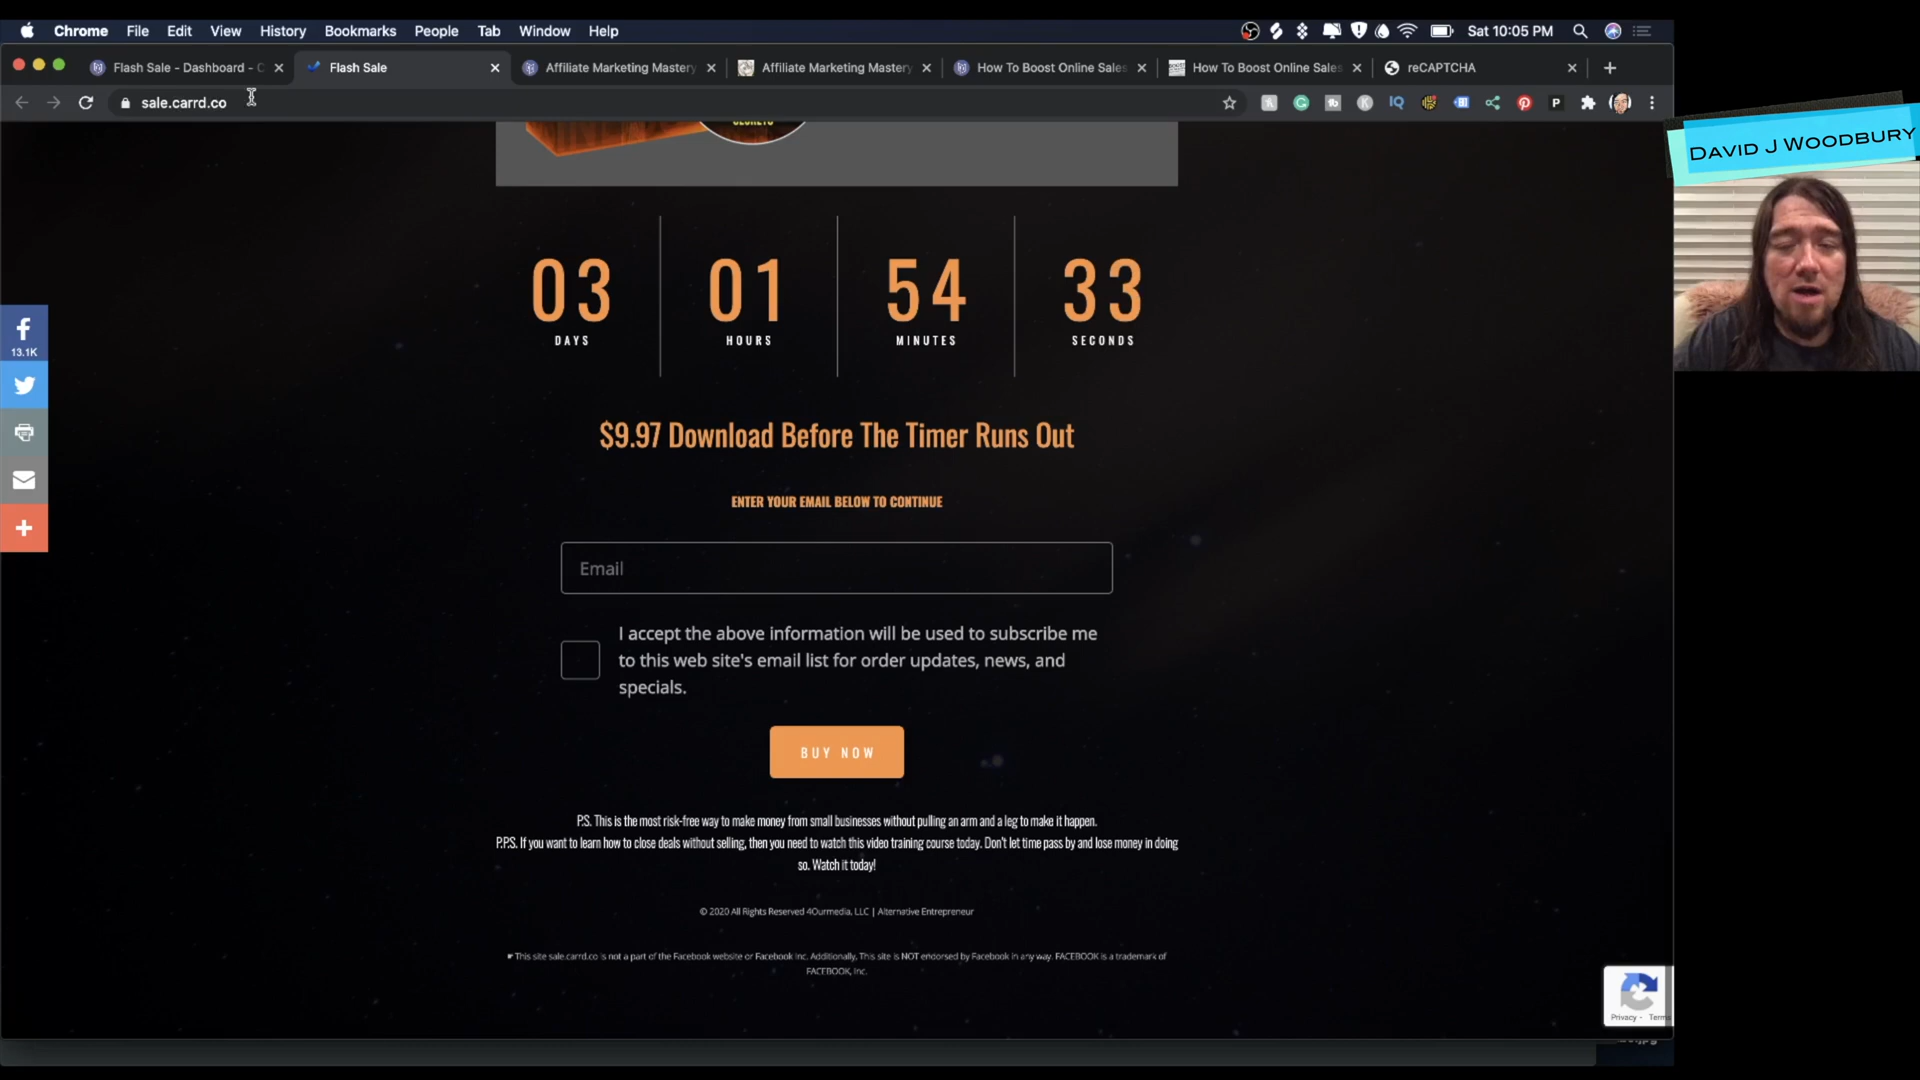 Chrome File Edit View History Bookmarks People Tab Window Help Sat 10:05 PM
Flash Sale - Dashboard - C Flash Sale Affiliate Marketing Mastery Affiliate Marketing Mastery How To Boost Online Sales How To Boost Online Sales reCAPTCHA
sale.carrd.co IQ P
DAVID J WOODBURY
SECRETS
03 01 54 33
DAYS HOURS MINUTES SECONDS
13.1K
$9.97 Download Before The Timer Runs Out
ENTER YOUR EMAIL BELOW TO CONTINUE
Email
I accept the above information will be used to subscribe me
to this web site's email list for order updates, news, and
specials.
BUY NOW
P.S. This is the most risk-free way to make money from small businesses without pulling an arm and a leg to make it happen.
P.P.S. If you want to learn how to close deals without selling, then you need to watch this video training course today. Don't let time pass by and lose money in doing
so. Watch it today!
© 2020 All Rights Reserved 4Ourmedia, LLC | Alternative Entrepreneur
☛ This site sale.carrd.co is not a part of the Facebook website or Facebook Inc. Additionally, This site is NOT endorsed by Facebook in any way. FACEBOOK is a trademark of
FACEBOOK, Inc.
Privacy - Terms